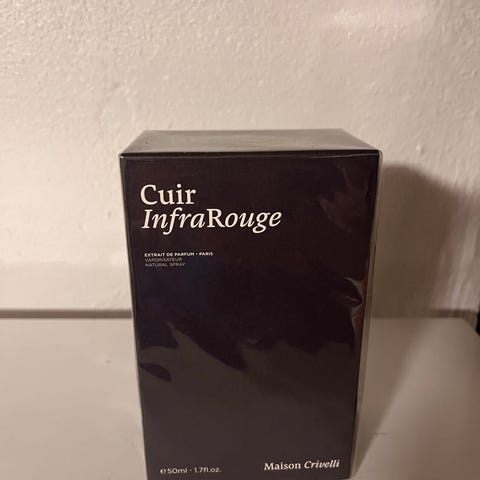 Cuir
InfraRouge
EXTRAIT DE PARFUM • PARIS
VAPORISATEUR
NATURAL SPRAY
℮50ml • 1.7fl.oz.
Maison Crivelli